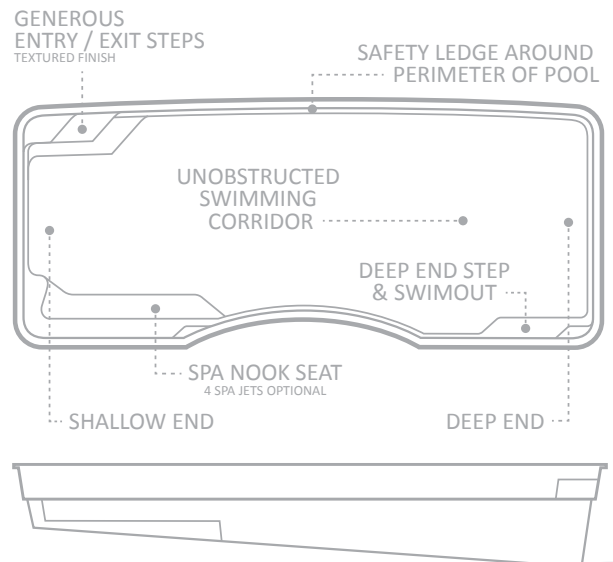 GENEROUS
ENTRY / EXIT STEPS
TEXTURED FINISH
SAFETY LEDGE AROUND
PERIMETER OF POOL
UNOBSTRUCTED
SWIMMING
CORRIDOR
DEEP END STEP
& SWIMOUT
SPA NOOK SEAT
4 SPA JETS OPTIONAL
SHALLOW END
DEEP END